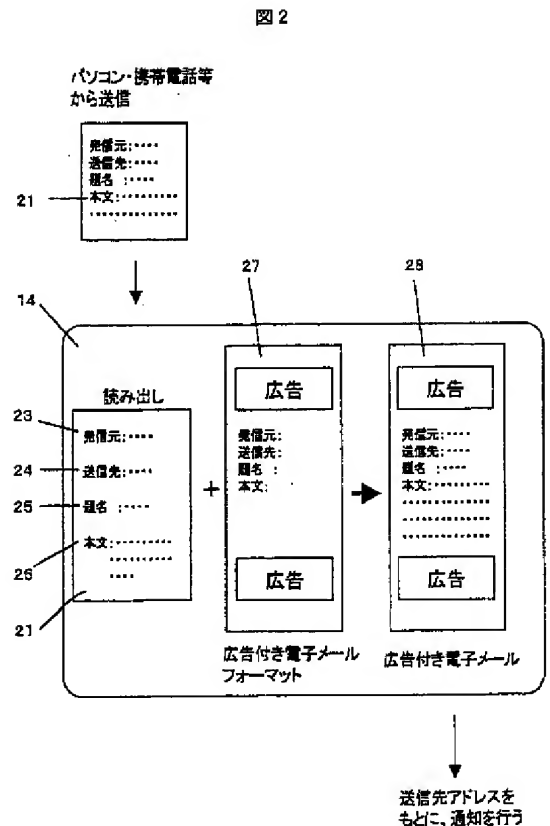 図2
パソコン・携帯電話等
から送信
発信元:････
送信先:････
題名 :････
21
本文:･････････
･･････････････
27
28
14
読み出し
広告
広告
23
発信元:････
発信元:
発信元:････
24
送信先:････
送信先:
送信先:････
25
題名 :････
題名 :
題名 :････
+
26
本文:････････
本文:
本文:････････
21
広告
広告
広告付き電子メール
フォーマット
広告付き電子メール
送信先アドレスを
もとに、通知を行う